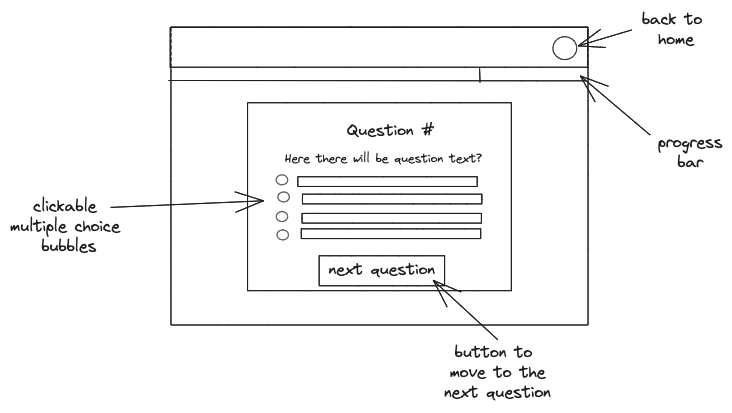 back to
home
Question #
Here there will be question text?
progress
bar
clickable
multiple choice
bubbles
next question
button to
move to the
next question